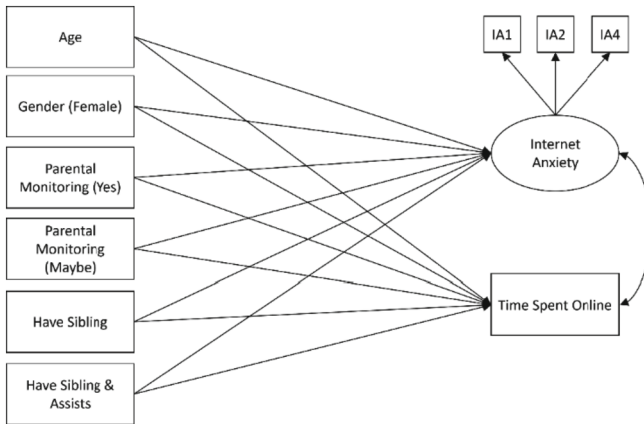 Age
Gender (Female)
Parental
Monitoring (Yes)
Parental
Monitoring
(Maybe)
Have Sibling
Have Sibling &
Assists
IA1
IA2
IA4
Internet
Anxiety
Time Spent Online